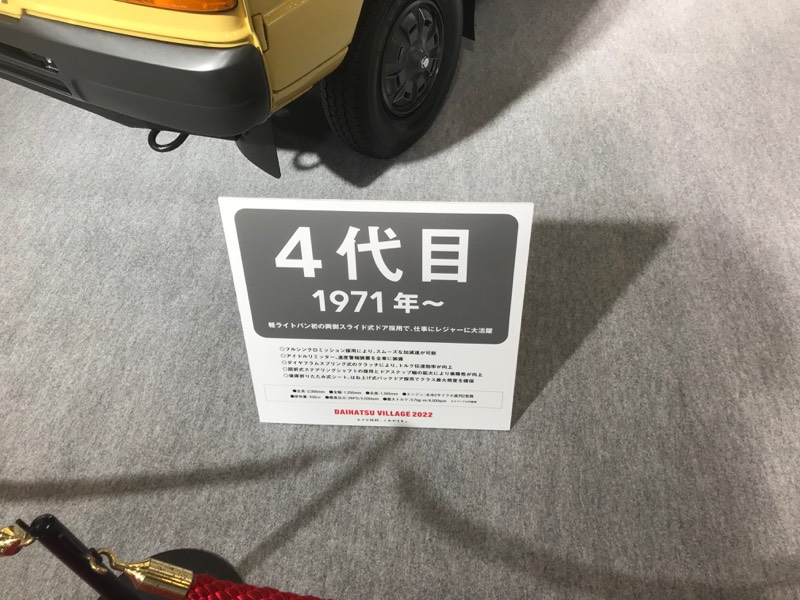 4代目
1971年〜
軽ライトバン初の両側スライド式ドア採用で、仕事にレジャーに大活躍
○フルシンクロミッション採用により、スムーズな加減速が可能
○アイドルリミッター、速度警報装置を全車に装備
○ダイヤフラムスプリング式のクラッチにより、トルク伝達効率が向上
○関節式ステアリングシャフトの採用とドアステップ幅の拡大により乗降性が向上
○後座折りたたみ式シート、はね上げ式バックドア採用でクラス最大荷室を確保
DAIHATSU VILLAGE 2022